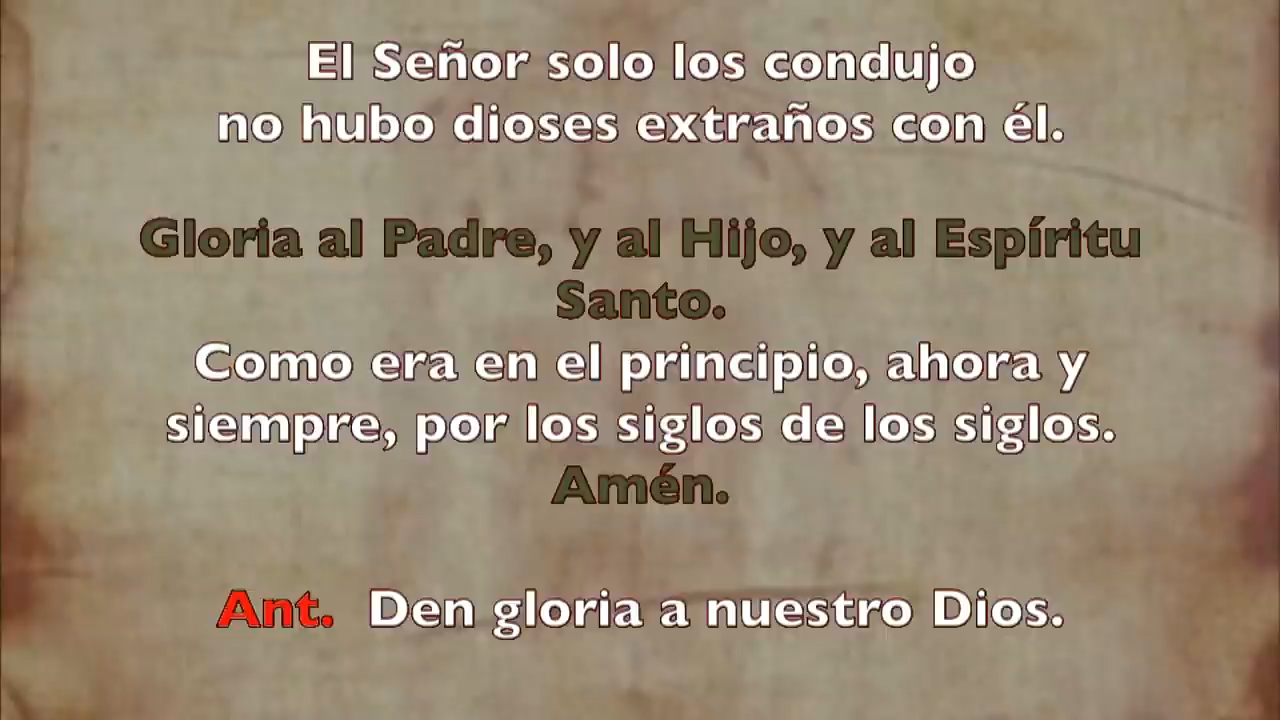 El Señor solo los condujo
no hubo dioses extraños con él.
Gloria al Padre, y al Hijo, y al Espíritu
Santo.
Como era en el principio, ahora y
siempre, por los siglos de los siglos.
Amén.
Ant. Den gloria a nuestro Dios.